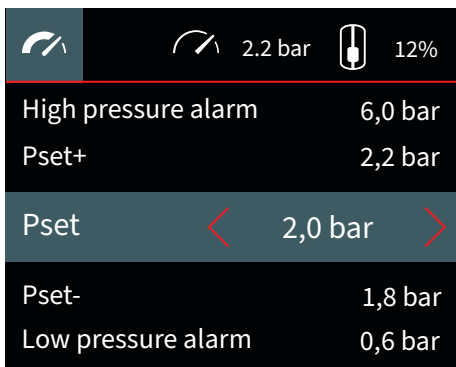 2.2 bar 12%
High pressure alarm 6,0 bar
Pset+ 2,2 bar
Pset 2,0 bar
Pset- 1,8 bar
Low pressure alarm 0,6 bar